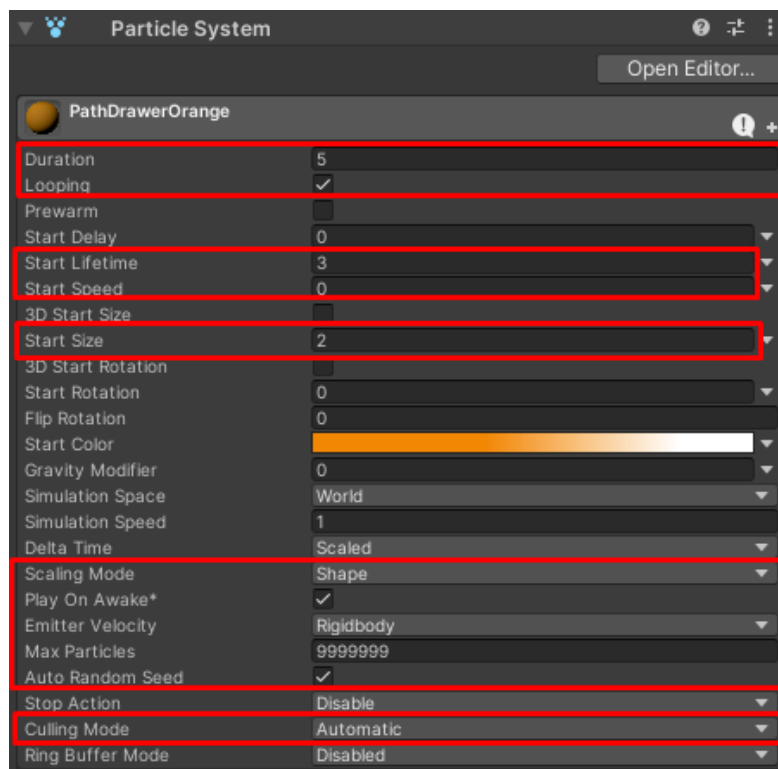 Particle System
Open Editor...
PathDrawerOrange
Duration 5
Looping
Prewarm
Start Delay 0
Start Lifetime 3
Start Speed 0
3D Start Size
Start Size 2
3D Start Rotation
Start Rotation 0
Flip Rotation 0
Start Color
Gravity Modifier 0
Simulation Space World
Simulation Speed 1
Delta Time Scaled
Scaling Mode Shape
Play On Awake*
Emitter Velocity Rigidbody
Max Particles 9999999
Auto Random Seed
Stop Action Disable
Culling Mode Automatic
Ring Buffer Mode Disabled